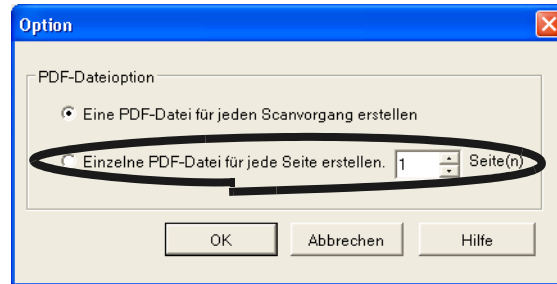 Option
PDF-Dateioption
Eine PDF-Datei für jeden Scanvorgang erstellen
Einzelne PDF-Datei für jede Seite erstellen. 1 Seite(n)
OK Abbrechen Hilfe